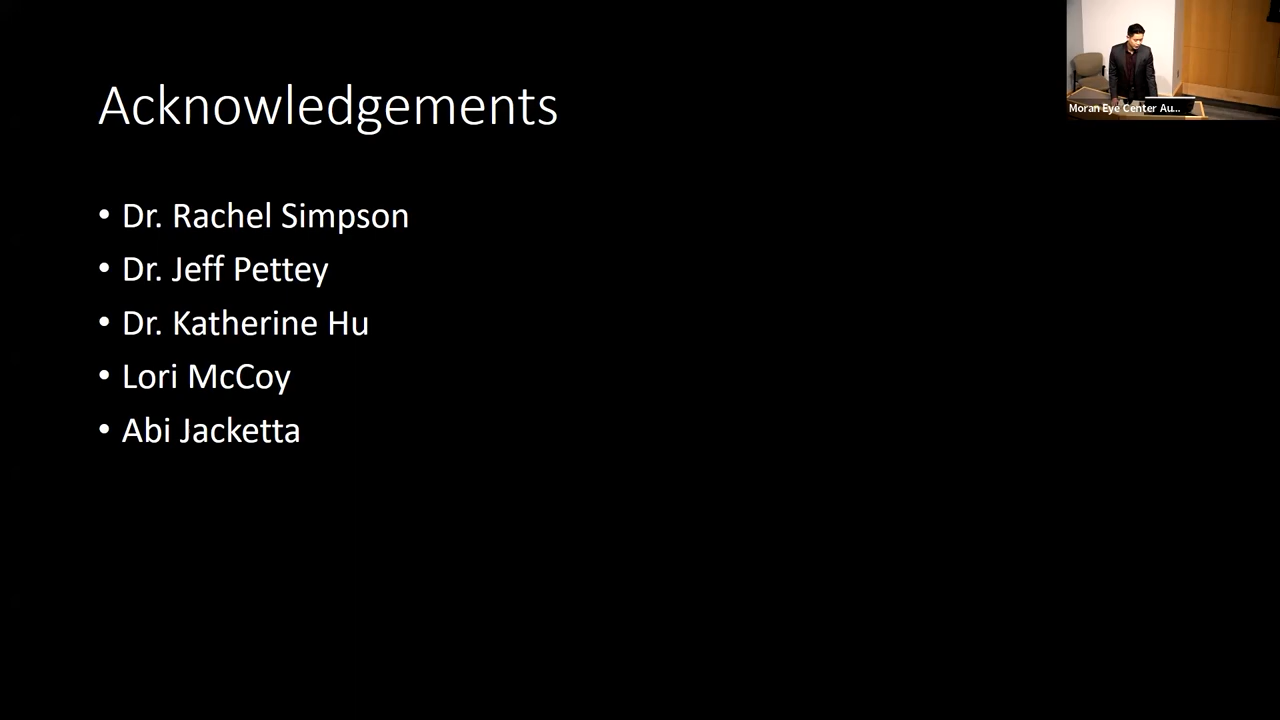 Acknowledgements
• Dr. Rachel Simpson
• Dr. Jeff Pettey
• Dr. Katherine Hu
• Lori McCoy
• Abi Jacketta
Moran Eye Center Au...